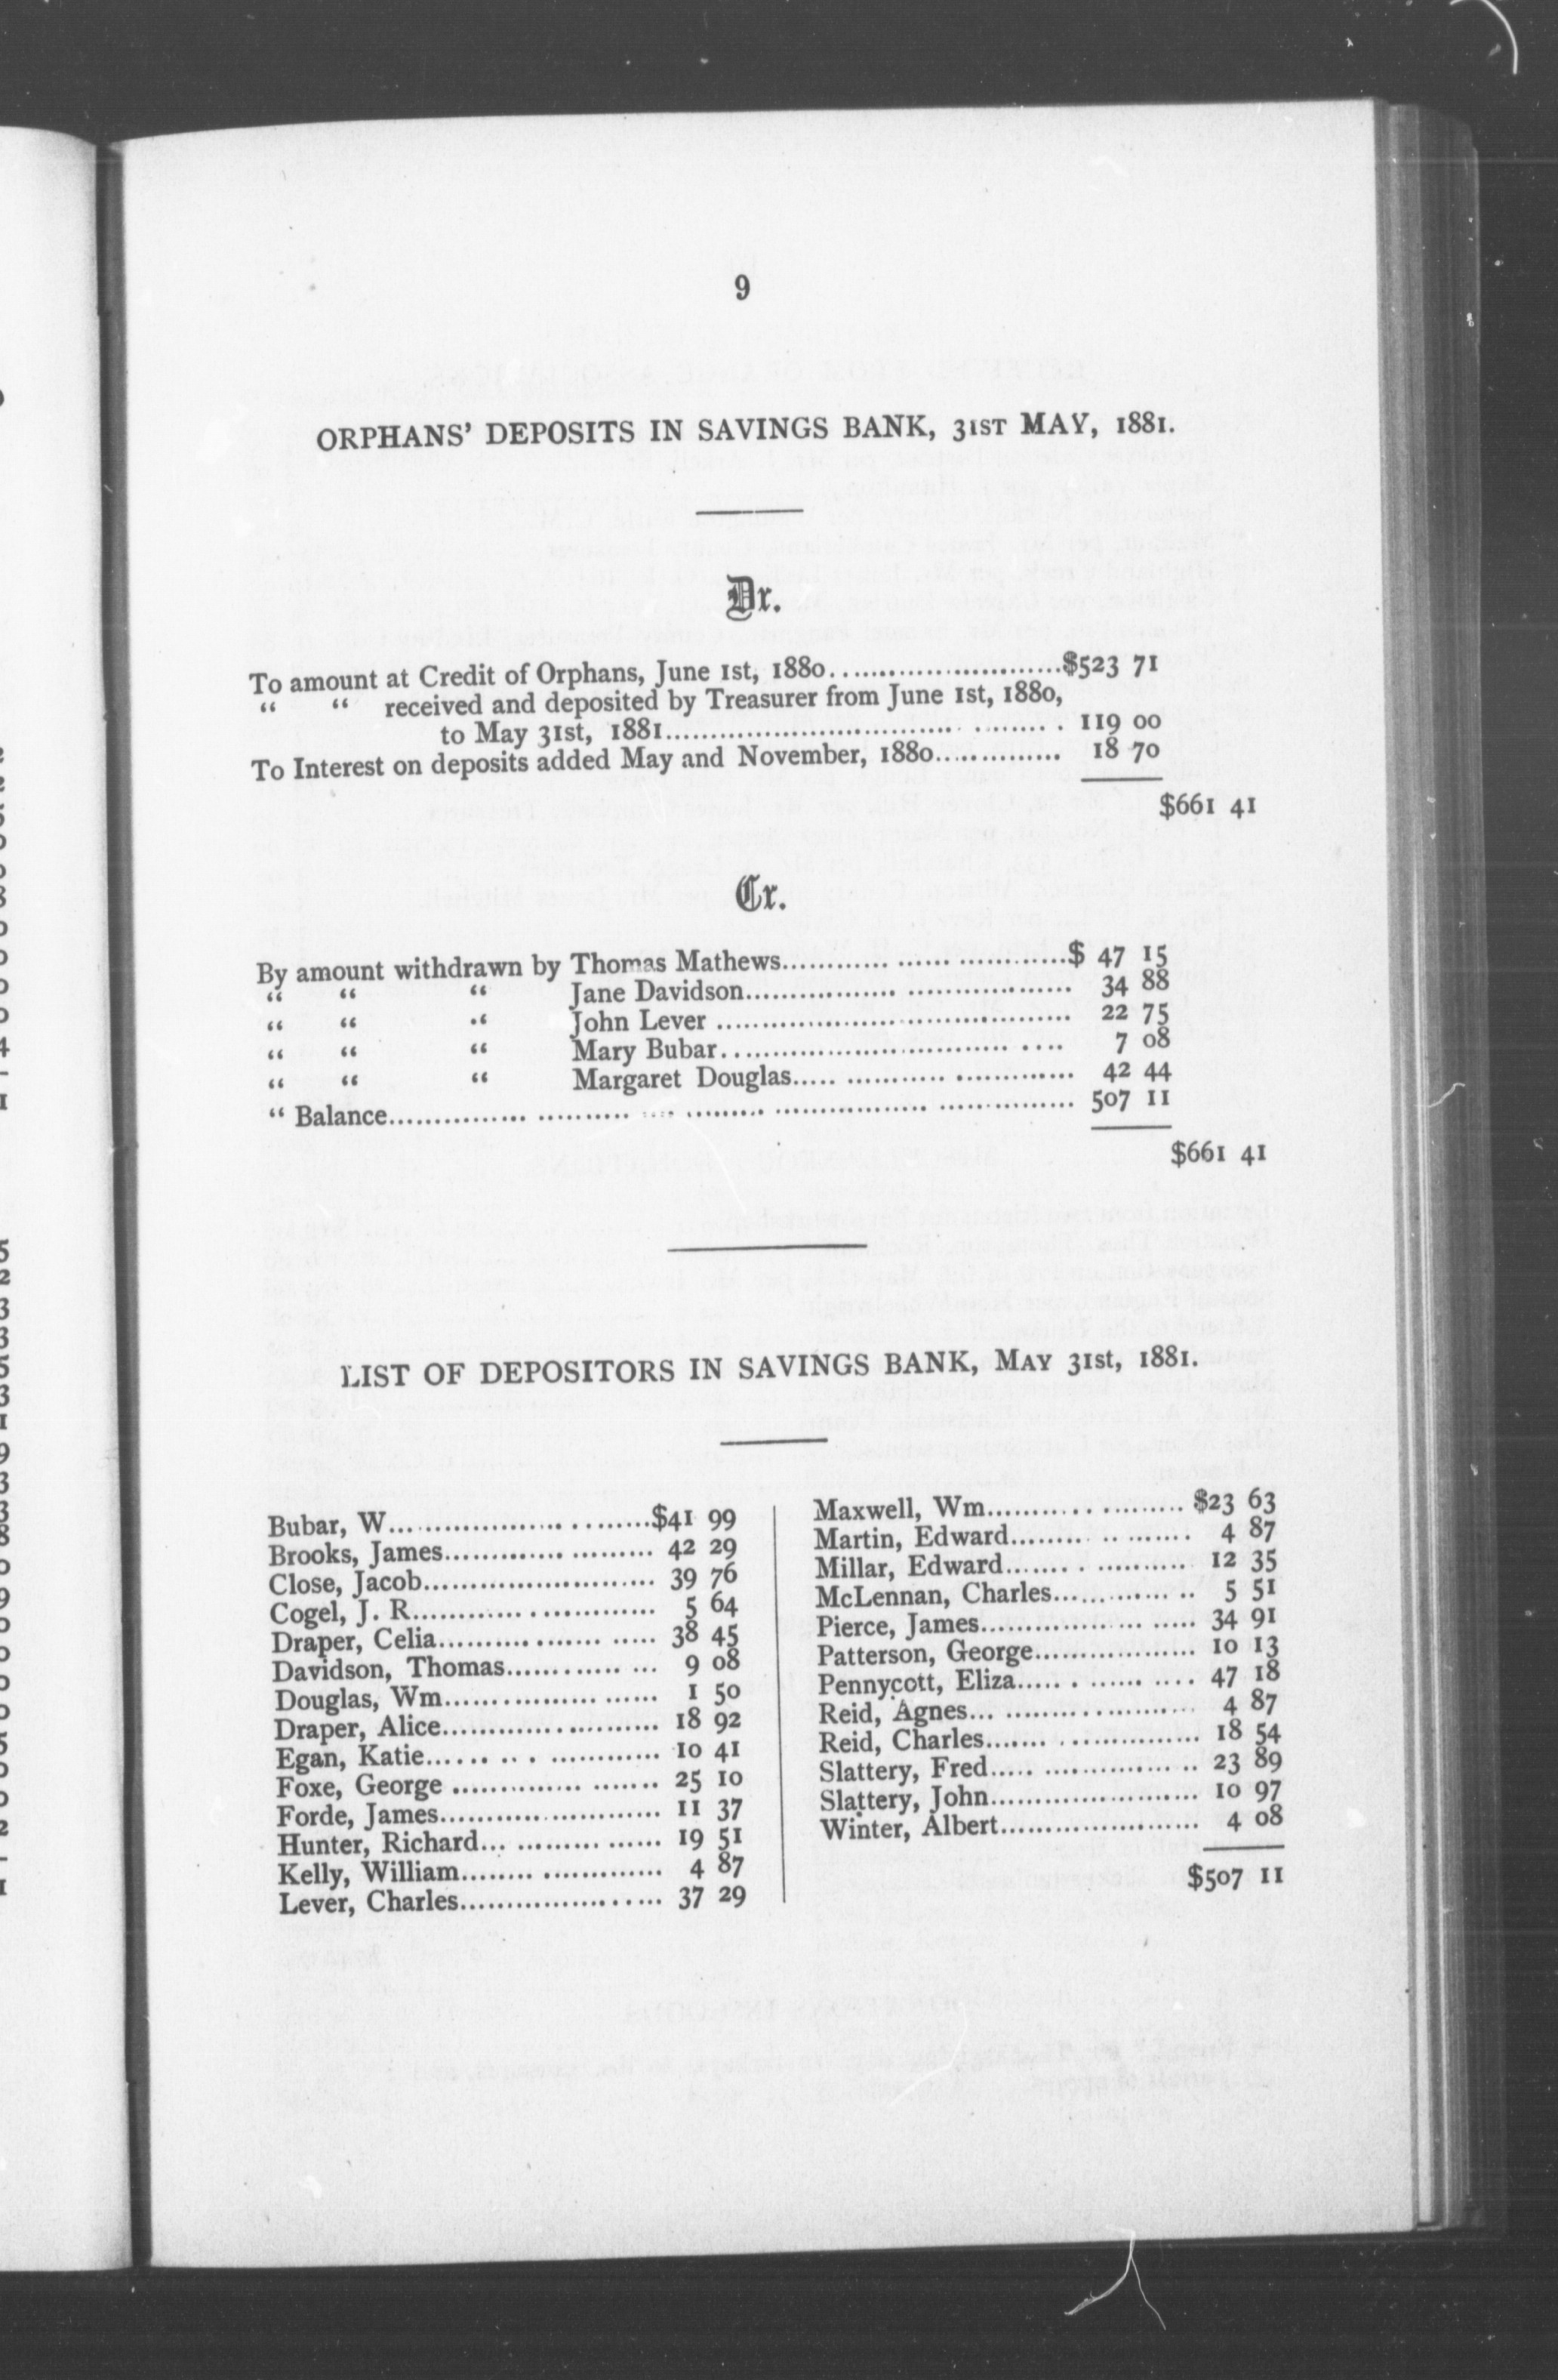 9
ORPHANS’ DEPOSITS IN SAVINGS BANK, 31ST MAY, 1881.
Dr.
To amount at Credit of Orphans, June 1st, 1880..........................$523 71
“ “ received and deposited by Treasurer from June 1st, 1880,
to May 31st, 1881.......................................... 119 00
To Interest on deposits added May and November, 1880.............. 18 70
$661 41
Cr.
By amount withdrawn by Thomas Mathews..............................$ 47 15
“ “ “ Jane Davidson.................................. 34 88
“ “ “ John Lever ...................................... 22 75
“ “ “ Mary Bubar.................................... 7 08
“ “ “ Margaret Douglas............................. 42 44
“ Balance...................................................................... 507 11
$661 41
LIST OF DEPOSITORS IN SAVINGS BANK, MAY 31st, 1881.
Bubar, W.............................$41 99
Brooks, James...................... 42 29
Close, Jacob......................... 39 76
Cogel, J. R.......................... 5 64
Draper, Celia....................... 38 45
Davidson, Thomas............... 9 08
Douglas, Wm...................... 1 50
Draper, Alice....................... 18 92
Egan, Katie........................ 10 41
Foxe, George ..................... 25 10
Forde, James....................... 11 37
Hunter, Richard.................. 19 51
Kelly, William..................... 4 87
Lever, Charles..................... 37 29
Maxwell, Wm..................... $23 63
Martin, Edward.................. 4 87
Millar, Edward................... 12 35
McLennan, Charles.............. 5 51
Pierce, James...................... 34 91
Patterson, George................. 10 13
Pennycott, Eliza.................. 47 18
Reid, Agnes........................ 4 87
Reid, Charles...................... 18 54
Slattery, Fred...................... 23 89
Slattery, John...................... 10 97
Winter, Albert..................... 4 08
$507 11